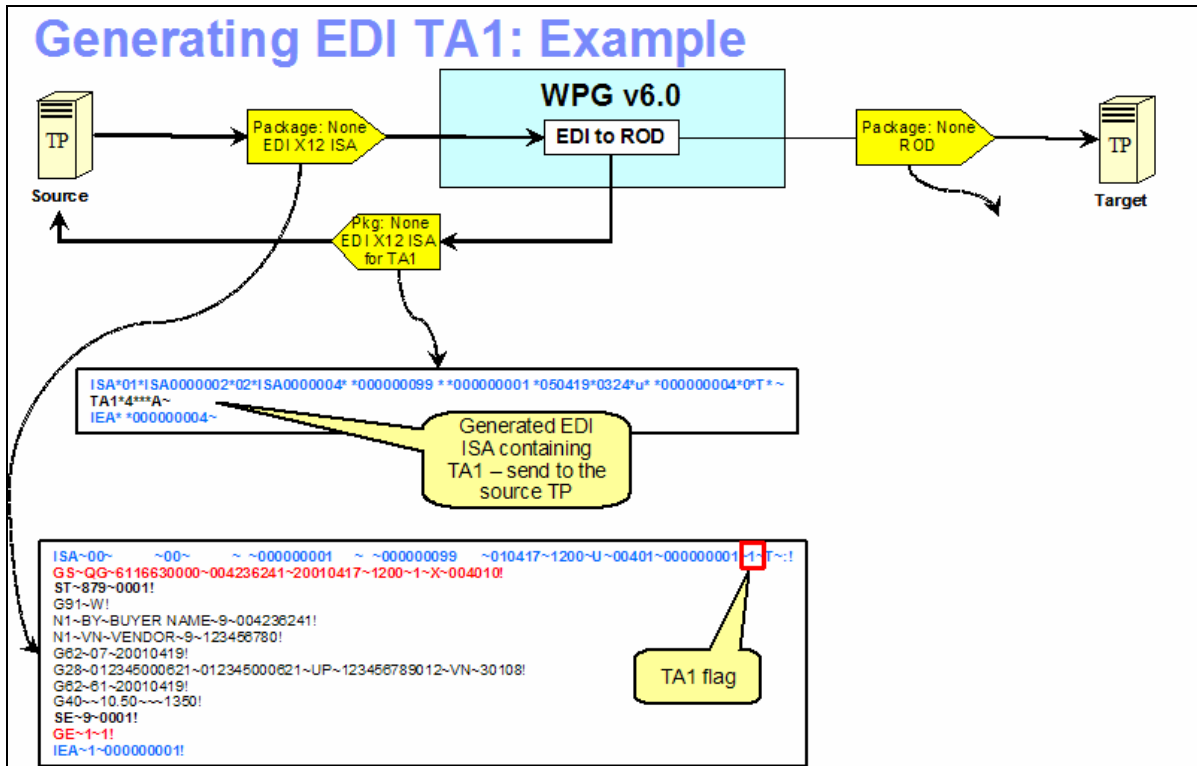 Generating EDI TA1: Example
WPG v6.0
TP
Package: None
EDI X12 ISA
EDI to ROD
Package: None
ROD
TP
Source
Target
Pkg: None
EDI X12 ISA
for TA1
ISA*01*ISA0000002*02*ISA0000004* *000000099 **000000001 *050419*0324*u* *000000004*0*T* ~
TA1*4***A~
IEA* *000000004~
Generated EDI
ISA containing
TA1 – send to the
source TP
ISA~00~ ~00~ ~ ~000000001 ~ ~000000099 ~010417~1200~U~00401~000000001~1~T~:!
GS~QG~6116630000~004236241~20010417~1200~1~X~004010!
ST~879~0001!
G91~W!
N1~BY~BUYER NAME~9~004236241!
N1~VN~VENDOR~9~123456780!
G62~07~20010419!
G28~012345000621~012345000621~UP~123456789012~VN~30108!
G62~61~20010419!
G40~~10.50~~~1350!
SE~9~0001!
GE~1~1!
IEA~1~000000001!
TA1 flag